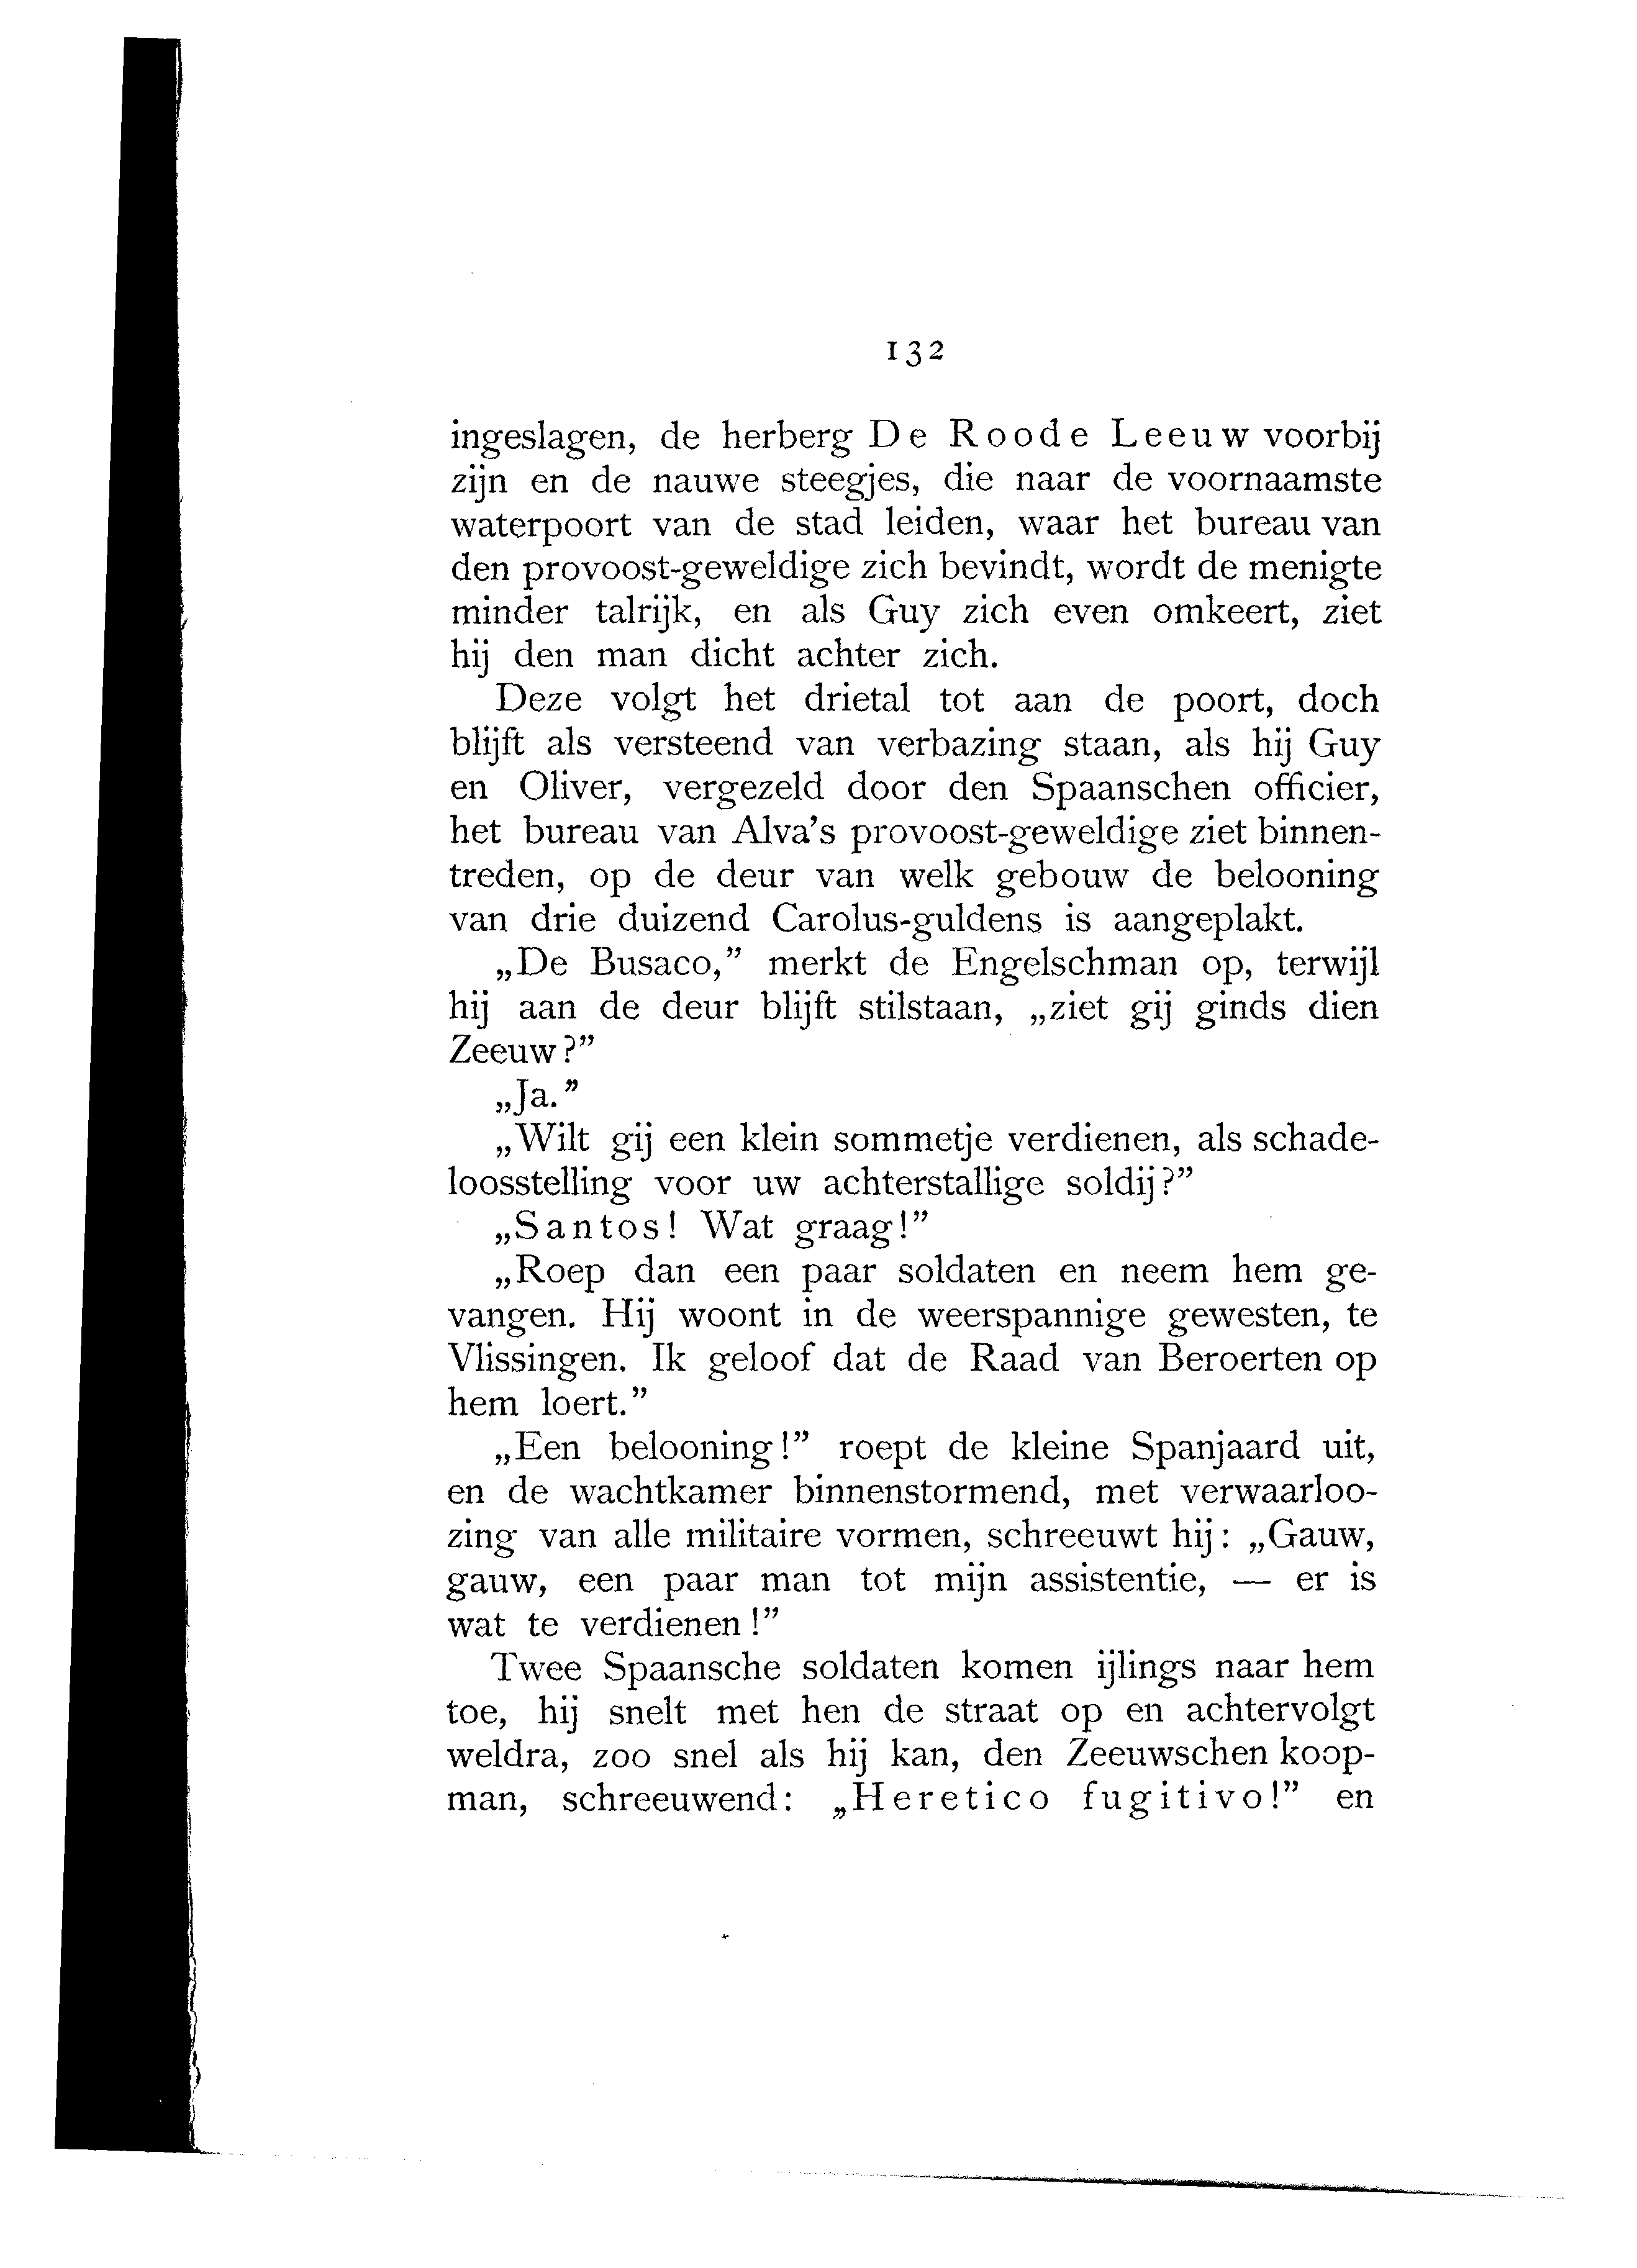 132
ingeslagen, de herberg De Roode Leeuw voorbij
zijn en de nauwe steegjes, die naar de voornaamste
waterpoort van de stad leiden, waar het bureau van
den provoost-geweldige zich bevindt, wordt de menigte
minder talrijk, en als Guy zich even omkeert, ziet
hij den man dicht achter zich.
Deze volgt het drietal tot aan de poort, doch
blijft als versteend van verbazing staan, als hij Guy
en Oliver, vergezeld door den Spaanschen officier,
het bureau van Alva's provoost-geweldige ziet binnen-
treden, op de deur van welk gebouw de belooning
van drie duizend Carolus-guldens is aangeplakt.
„De Busaco,” merkt de Engelschman op, terwijl
hij aan de deur blijft stilstaan, „ziet gij ginds dien
Zeeuw?”
„Ja.”
„Wilt gij een klein sommetje verdienen, als schade-
loosstelling voor uw achterstallige soldij?”
„Santos! Wat graag!”
„Roep dan een paar soldaten en neem hem ge-
vangen. Hij woont in de weerspannige gewesten, te
Vlissingen. Ik geloof dat de Raad van Beroerten op
hem loert.”
„Een belooning!” roept de kleine Spanjaard uit,
en de wachtkamer binnenstormend, met verwaarloo-
zing van alle militaire vormen, schreeuwt hij: „Gauw,
gauw, een paar man tot mijn assistentie, — er is
wat te verdienen!”
Twee Spaansche soldaten komen ijlings naar hem
toe, hij snelt met hen de straat op en achtervolgt
weldra, zoo snel als hij kan, den Zeeuwschen koop-
man, schreeuwend: „Heretico fugitivo!” en